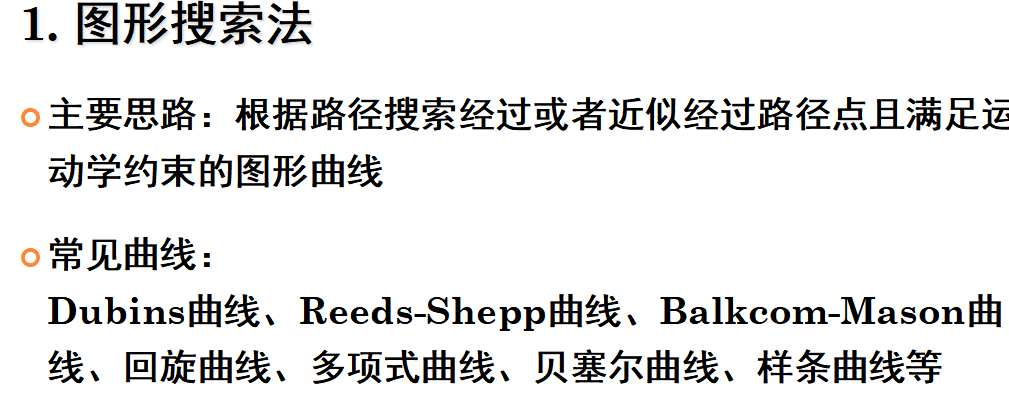 1. 图形搜索法
主要思路：根据路径搜索经过或者近似经过路径点且满足运
动学约束的图形曲线
常见曲线：
Dubins曲线、Reeds-Shepp曲线、Balkcom-Mason曲
线、回旋曲线、多项式曲线、贝塞尔曲线、样条曲线等